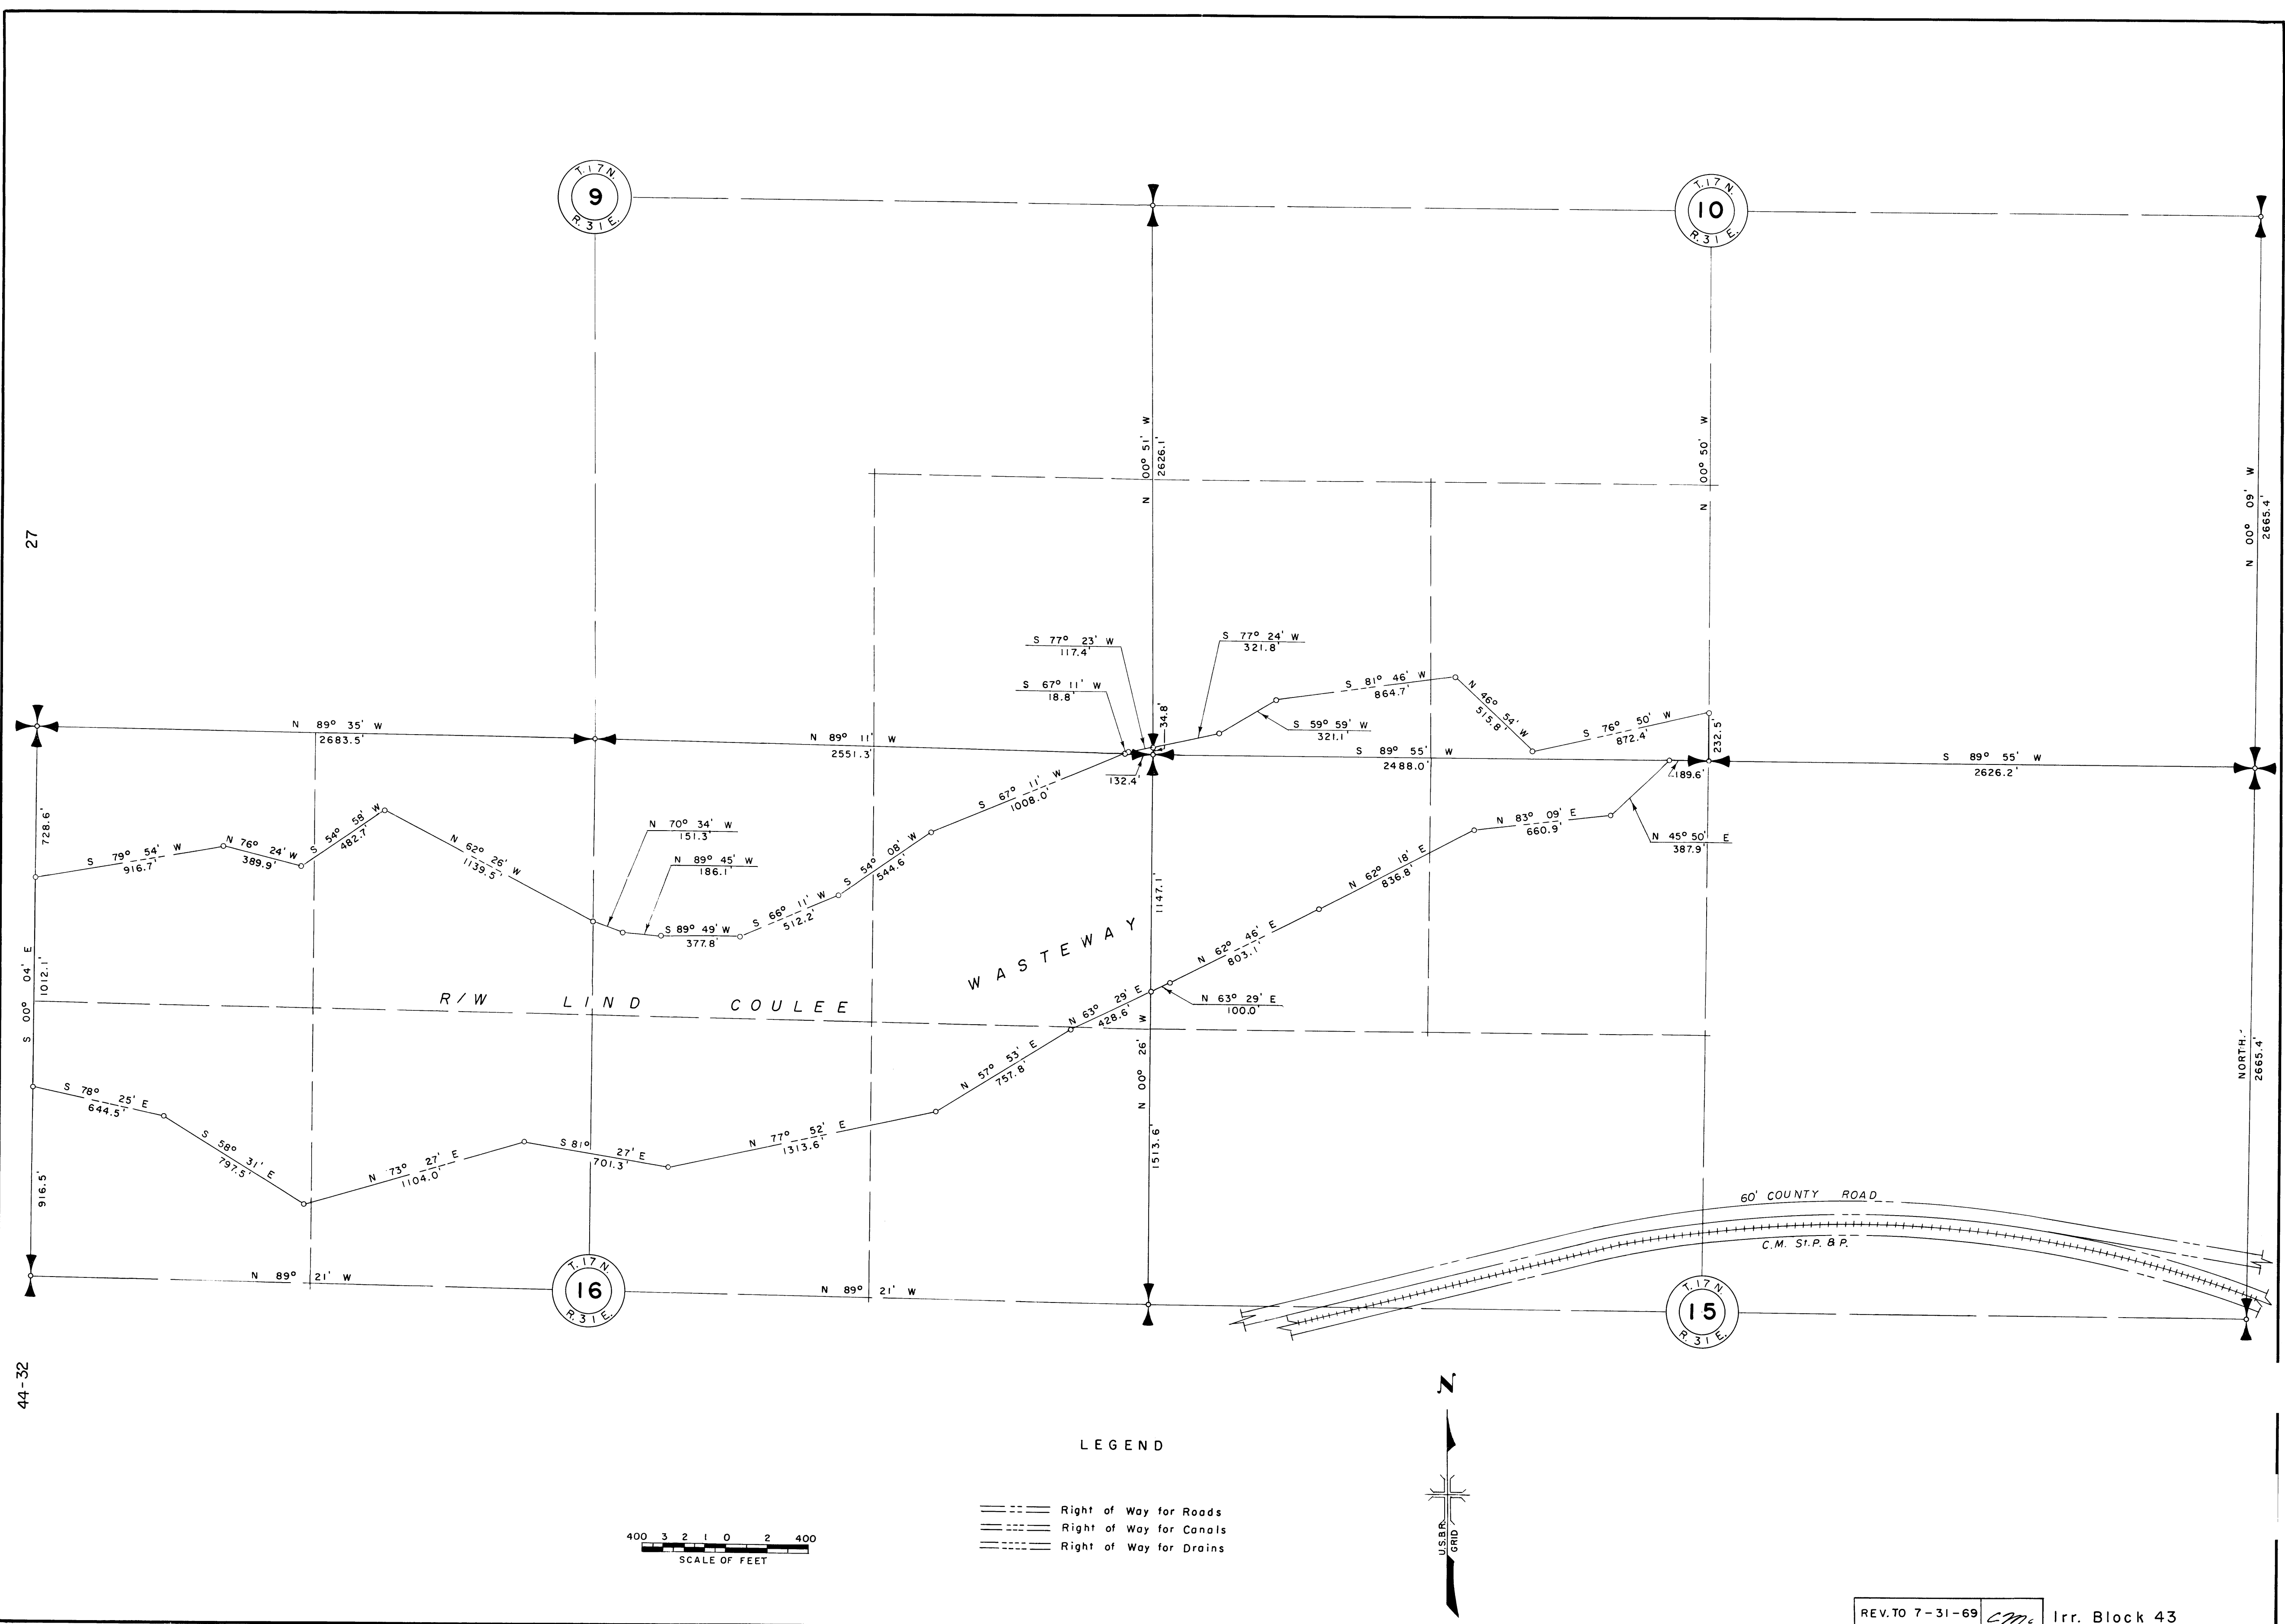 T. 17 N.
9
R. 31 E.
T. 17 N.
10
R. 31 E.
27
N 00° 51' W
2626.1'
N 00° 50' W
N 00° 09' W
2665.4'
S 77° 23' W
117.4'
S 77° 24' W
321.8'
S 67° 11' W
18.8'
134.8'
S 59° 59' W
321.1'
S 81° 46' W
864.7'
N 46° 54' W
515.8'
S 76° 50' W
872.4'
232.5'
N 89° 35' W
2683.5'
N 89° 11' W
2551.3'
132.4'
S 89° 55' W
2488.0'
189.6'
S 89° 55' W
2626.2'
728.6'
S 79° 54' W
916.7'
N 76° 24' W
389.9'
S 54° 58' W
482.7'
N 62° 26' W
1139.5'
N 70° 34' W
151.3'
N 89° 45' W
186.1'
S 89° 49' W
377.8'
S 66° 11' W
512.2'
S 54° 08' W
544.6'
S 67° 11' W
1008.0'
1147.1'
N 83° 09' E
660.9'
N 45° 50' E
387.9'
N 62° 18' E
836.8'
N 62° 46' E
803.1'
N 63° 29' E
100.0'
S 00° 04' E
1012.1'
R/W LIND COULEE WASTEWAY
N 63° 29' E
428.6'
N 57° 53' E
757.8'
N 00° 26' W
1513.6'
NORTH
2665.4'
S 78° 25' E
644.5'
S 58° 31' E
797.5'
N 73° 27' E
1104.0'
S 81° 27' E
701.3'
N 77° 52' E
1313.6'
916.5'
60' COUNTY ROAD
C.M. St.P. & P.
N 89° 21' W
T. 17 N.
16
R. 31 E.
N 89° 21' W
T. 17 N
15
R. 31 E.
44-32
N
U.S.B.R. GRID
LEGEND
Right of Way for Roads
Right of Way for Canals
Right of Way for Drains
400 3 2 1 0 2 400
SCALE OF FEET
REV. TO 7-31-69
Irr. Block 43